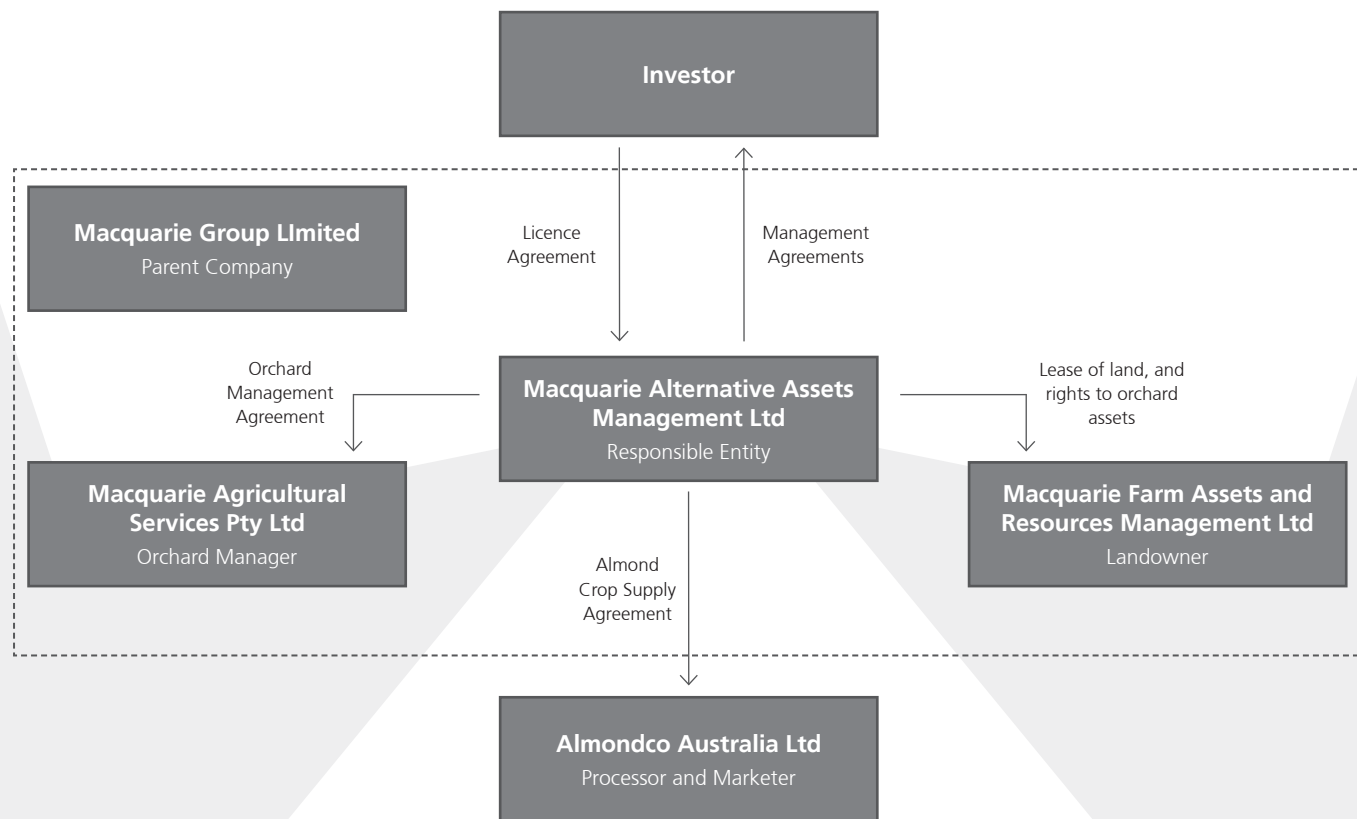 Investor
Macquarie Group LImited
Parent Company
Licence
Agreement
Management
Agreements
Orchard
Management
Agreement
Macquarie Alternative Assets
Management Ltd
Responsible Entity
Lease of land, and
rights to orchard
assets
Macquarie Agricultural
Services Pty Ltd
Orchard Manager
Macquarie Farm Assets and
Resources Management Ltd
Landowner
Almond
Crop Supply
Agreement
Almondco Australia Ltd
Processor and Marketer